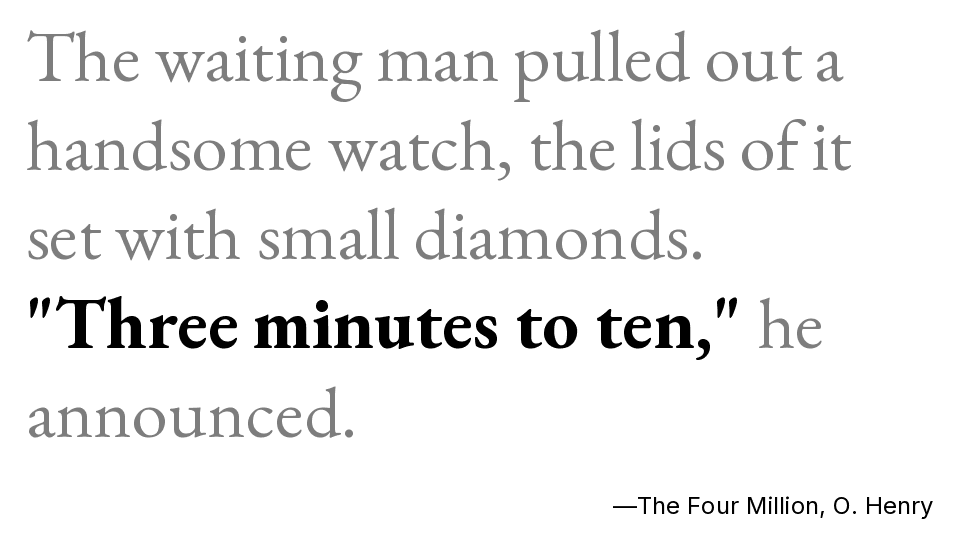 The waiting man pulled out a
handsome watch, the lids of it
set with small diamonds.
"Three minutes to ten," he
announced.
—The Four Million, O. Henry